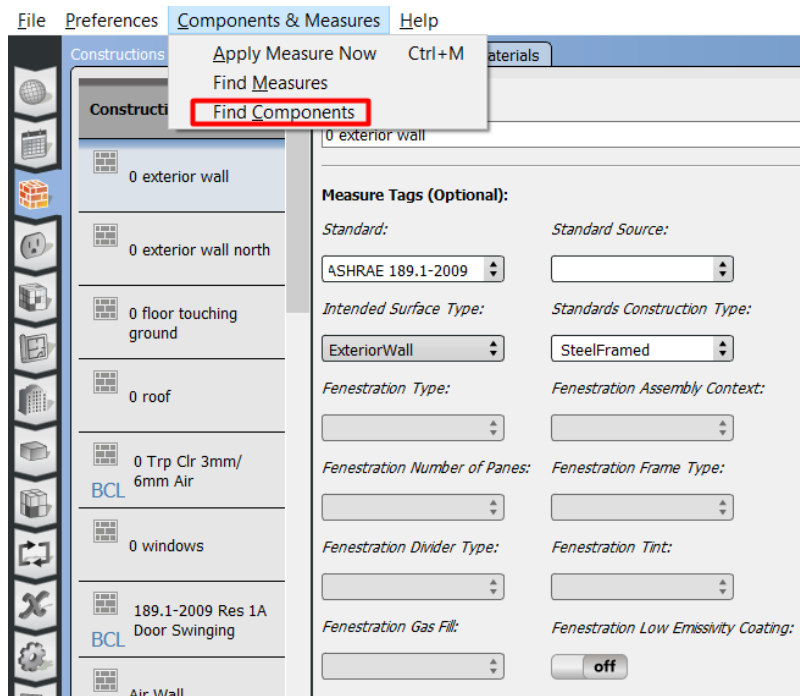 File Preferences Components & Measures Help
Apply Measure Now Ctrl+M
Find Measures
Find Components
Constructions
aterials
Constructi
0 exterior wall
0 exterior wall
0 exterior wall north
0 floor touching
ground
0 roof
0 Trp Clr 3mm/
6mm Air
BCL
0 windows
189.1-2009 Res 1A
Door Swinging
BCL
Air Wall
Measure Tags (Optional):
Standard: Standard Source:
ASHRAE 189.1-2009
Intended Surface Type: Standards Construction Type:
ExteriorWall SteelFramed
Fenestration Type: Fenestration Assembly Context:
Fenestration Number of Panes: Fenestration Frame Type:
Fenestration Divider Type: Fenestration Tint:
Fenestration Gas Fill: Fenestration Low Emissivity Coating:
off